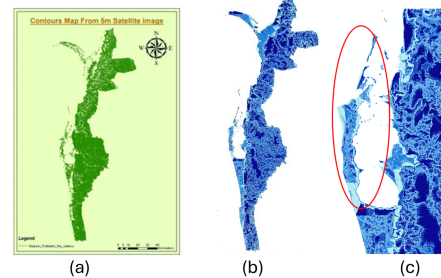 Contours Map From 5m Satellite image
N
W
E
S
Legend
(a)
(b)
(c)